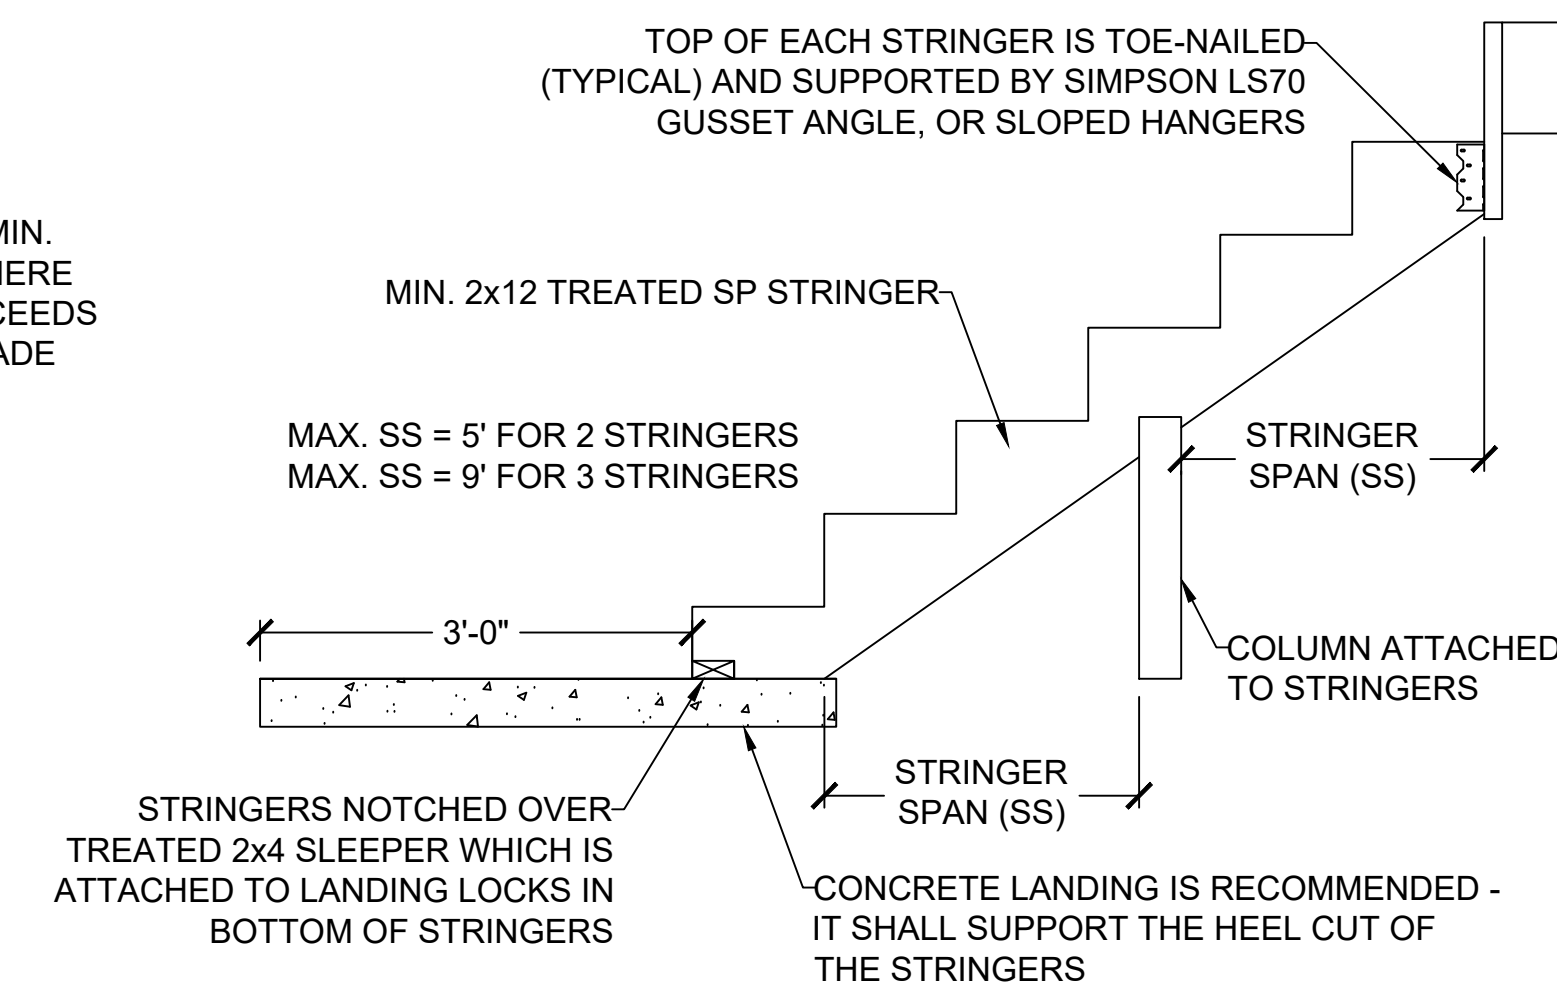 TOP OF EACH STRINGER IS TOE-NAILED
(TYPICAL) AND SUPPORTED BY SIMPSON LS70
GUSSET ANGLE, OR SLOPED HANGERS
MIN.
CEEDS
MIN. 2x12 TREATED SP STRINGER
MAX. SS = 5' FOR 2 STRINGERS
MAX. SS = 9' FOR 3 STRINGERS
STRINGER
SPAN (SS)
3'-0"
COLUMN ATTACHED
TO STRINGERS
STRINGER
SPAN (SS)
STRINGERS NOTCHED OVER
TREATED 2x4 SLEEPER WHICH IS
ATTACHED TO LANDING LOCKS IN
BOTTOM OF STRINGERS
CONCRETE LANDING IS RECOMMENDED -
IT SHALL SUPPORT THE HEEL CUT OF
THE STRINGERS